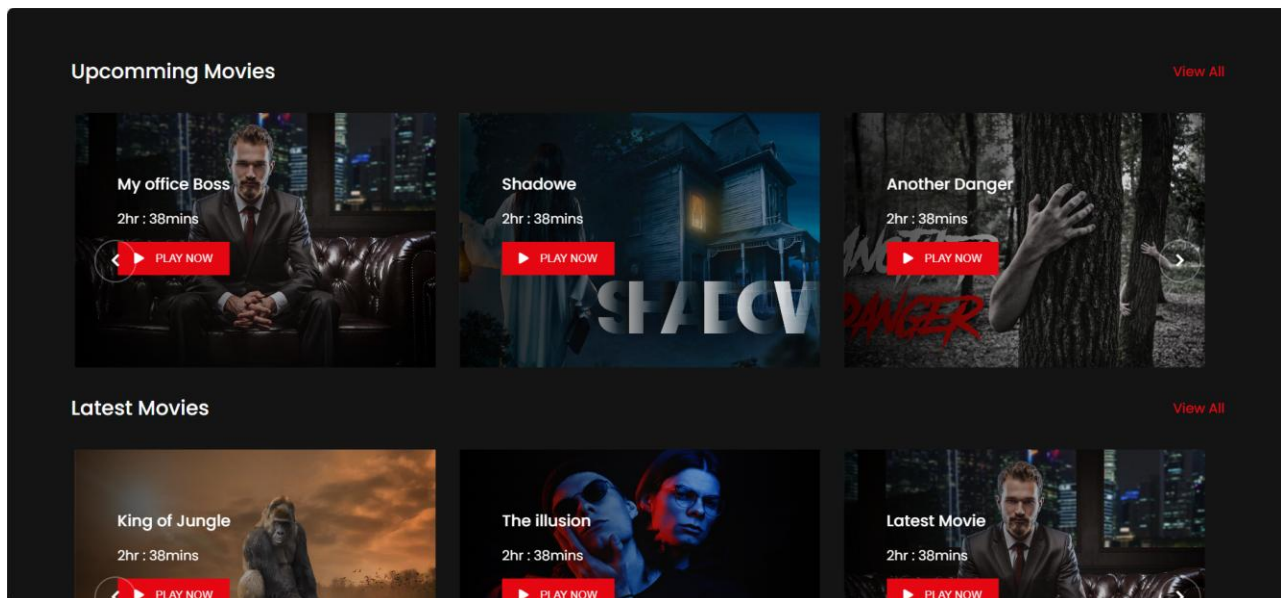 Upcomming Movies
View All
My office Boss
2hr : 38mins
PLAY NOW
Shadowe
2hr : 38mins
PLAY NOW
SHADOW
Another Danger
2hr : 38mins
PLAY NOW
ANOTHER
DANGER
Latest Movies
View All
King of Jungle
2hr : 38mins
PLAY NOW
The illusion
2hr : 38mins
PLAY NOW
Latest Movie
2hr : 38mins
PLAY NOW